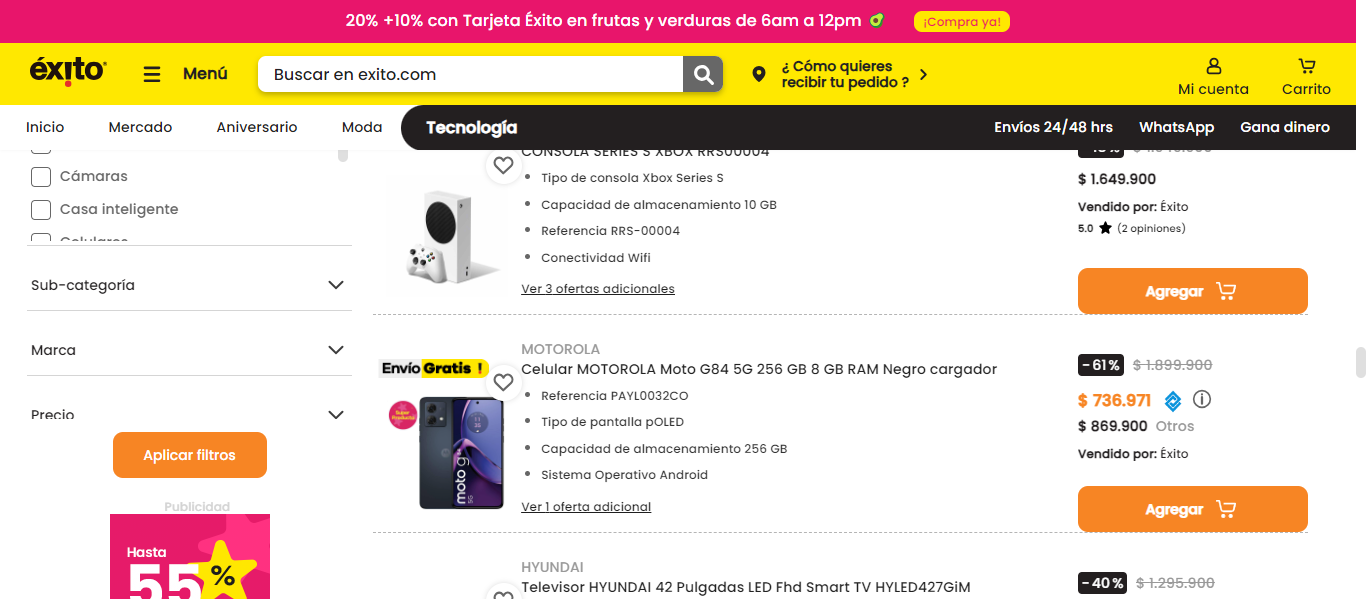 20% +10% con Tarjeta Éxito en frutas y verduras de 6am a 12pm
¡Compra ya!
éxito
Menú
Buscar en exito.com
¿ Cómo quieres
recibir tu pedido ?
Mi cuenta
Carrito
Inicio
Mercado
Aniversario
Moda
Tecnología
Envíos 24/48 hrs
WhatsApp
Gana dinero
Cámaras
Casa inteligente
Celulares
Sub-categoría
Marca
Precio
Aplicar filtros
Publicidad
Hasta
55%
CONSOLA SERIES S XBOX RRS00004
Tipo de consola Xbox Series S
Capacidad de almacenamiento 10 GB
Referencia RRS-00004
Conectividad Wifi
Ver 3 ofertas adicionales
$ 1.649.900
Vendido por: Éxito
5.0 (2 opiniones)
Agregar
Envío Gratis !
Super Producto
moto g84 5G
MOTOROLA
Celular MOTOROLA Moto G84 5G 256 GB 8 GB RAM Negro cargador
Referencia PAYL0032CO
Tipo de pantalla pOLED
Capacidad de almacenamiento 256 GB
Sistema Operativo Android
Ver 1 oferta adicional
-61% $ 1.899.900
$ 736.971
$ 869.900 Otros
Vendido por: Éxito
Agregar
HYUNDAI
Televisor HYUNDAI 42 Pulgadas LED Fhd Smart TV HYLED427GiM
-40% $ 1.295.900